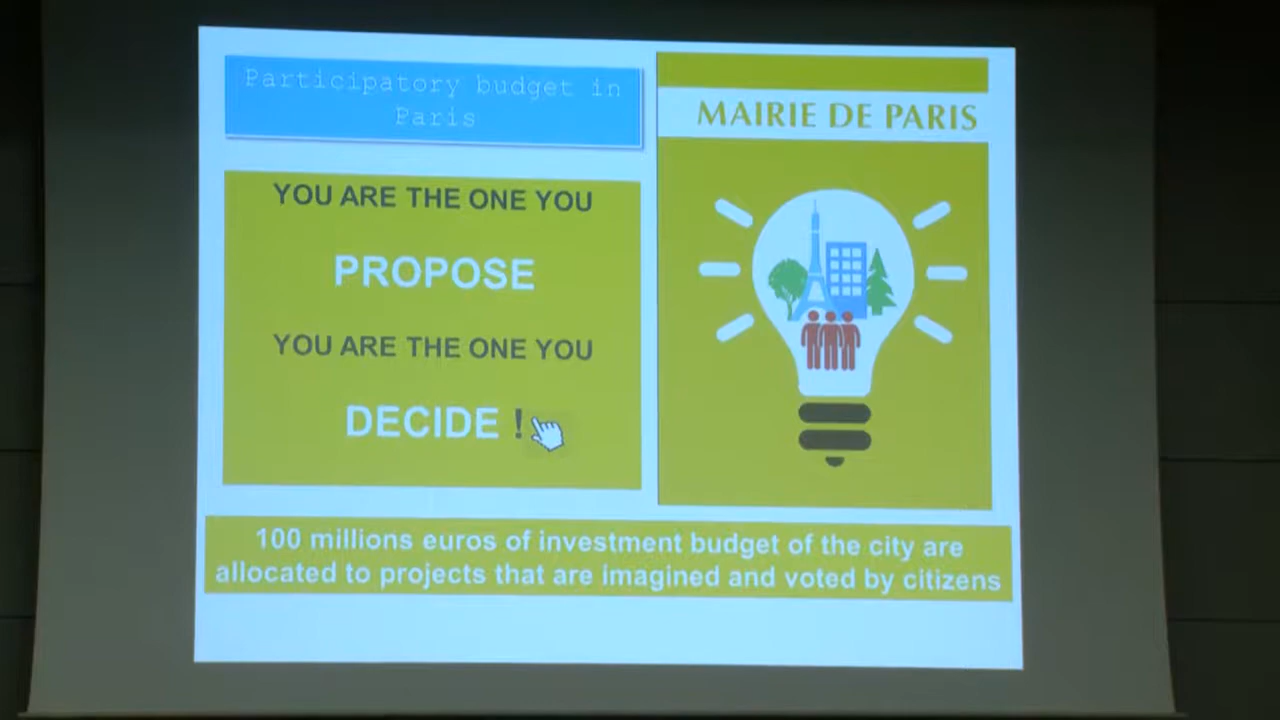 Participatory budget in
Paris
YOU ARE THE ONE YOU
PROPOSE
YOU ARE THE ONE YOU
DECIDE !
MAIRIE DE PARIS
100 millions euros of investment budget of the city are
allocated to projects that are imagined and voted by citizens